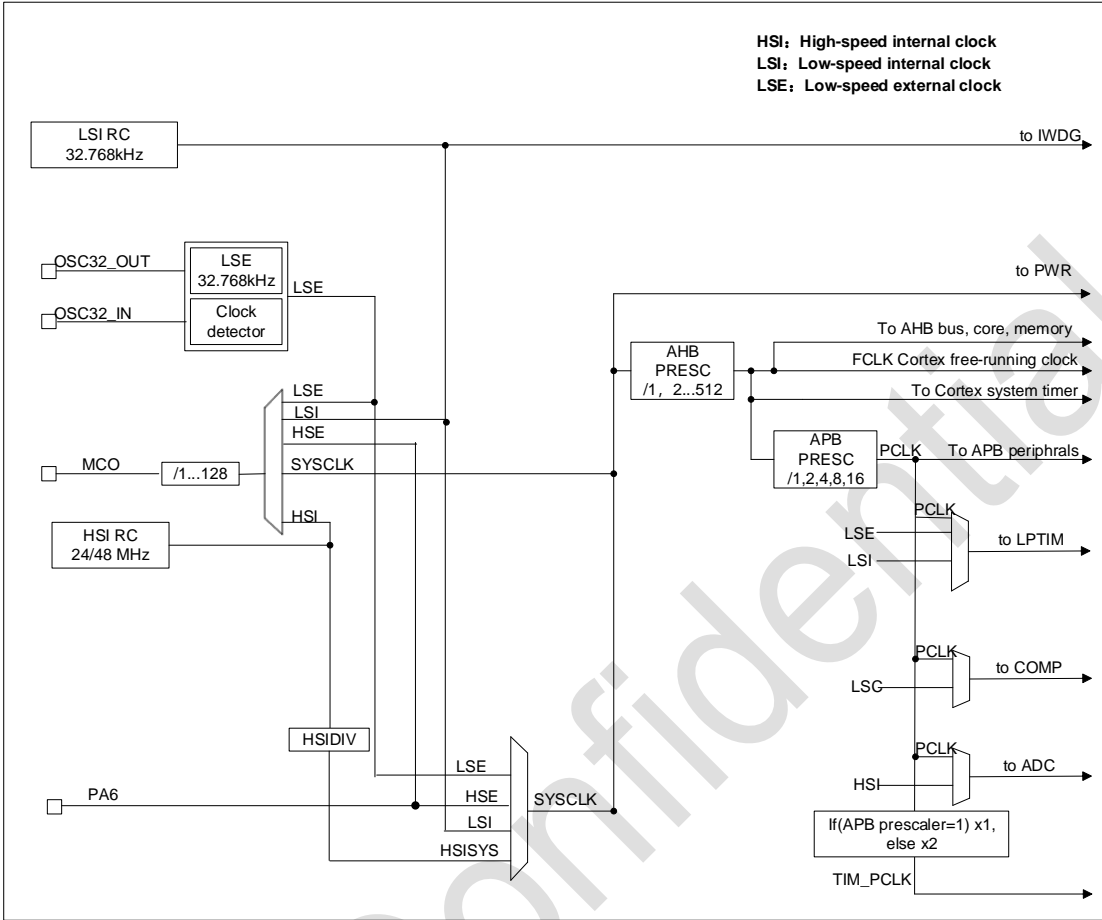 HSI：High-speed internal clock
LSI：Low-speed internal clock
LSE：Low-speed external clock
LSI RC
32.768kHz
to IWDG
OSC32_OUT
LSE
32.768kHz
LSE
OSC32_IN
Clock
detector
to PWR
To AHB bus, core, memory
AHB
PRESC
/1，2...512
FCLK Cortex free-running clock
To Cortex system timer
LSE
LSI
HSE
SYSCLK
HSI
MCO
/1...128
APB
PRESC
/1,2,4,8,16
PCLK
To APB periphrals
HSI RC
24/48 MHz
PCLK
LSE
LSI
to LPTIM
PCLK
LSC
to COMP
HSIDIV
PCLK
HSI
to ADC
PA6
LSE
HSE
LSI
HSISYS
SYSCLK
If(APB prescaler=1) x1,
else x2
TIM_PCLK
Confidential